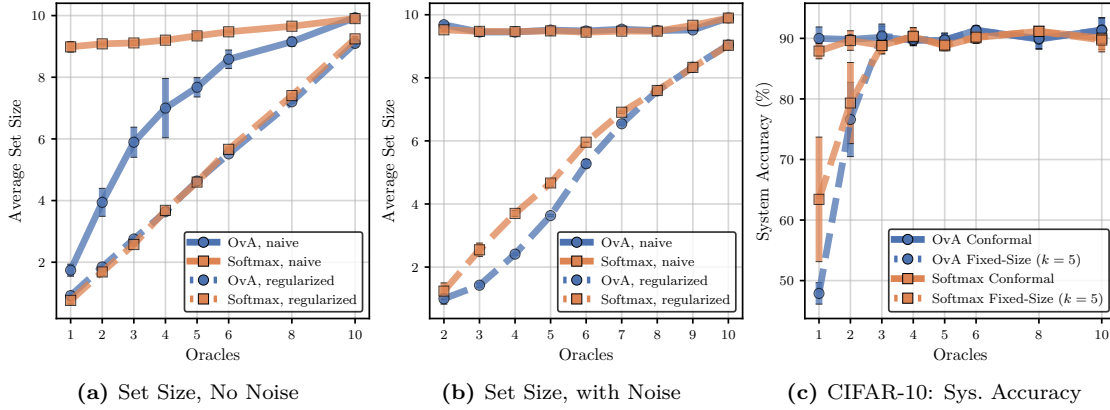 Average Set Size
10
8
6
4
2
OvA, naive
Softmax, naive
OvA, regularized
Softmax, regularized
1 2 3 4 5 6 8 10
Oracles
(a) Set Size, No Noise
Average Set Size
10
8
6
4
2
OvA, naive
Softmax, naive
OvA, regularized
Softmax, regularized
2 3 4 5 6 7 8 9 10
Oracles
(b) Set Size, with Noise
System Accuracy (%)
90
80
70
60
50
OvA Conformal
OvA Fixed-Size (k = 5)
Softmax Conformal
Softmax Fixed-Size (k = 5)
1 2 3 4 5 6 8 10
Oracles
(c) CIFAR-10: Sys. Accuracy